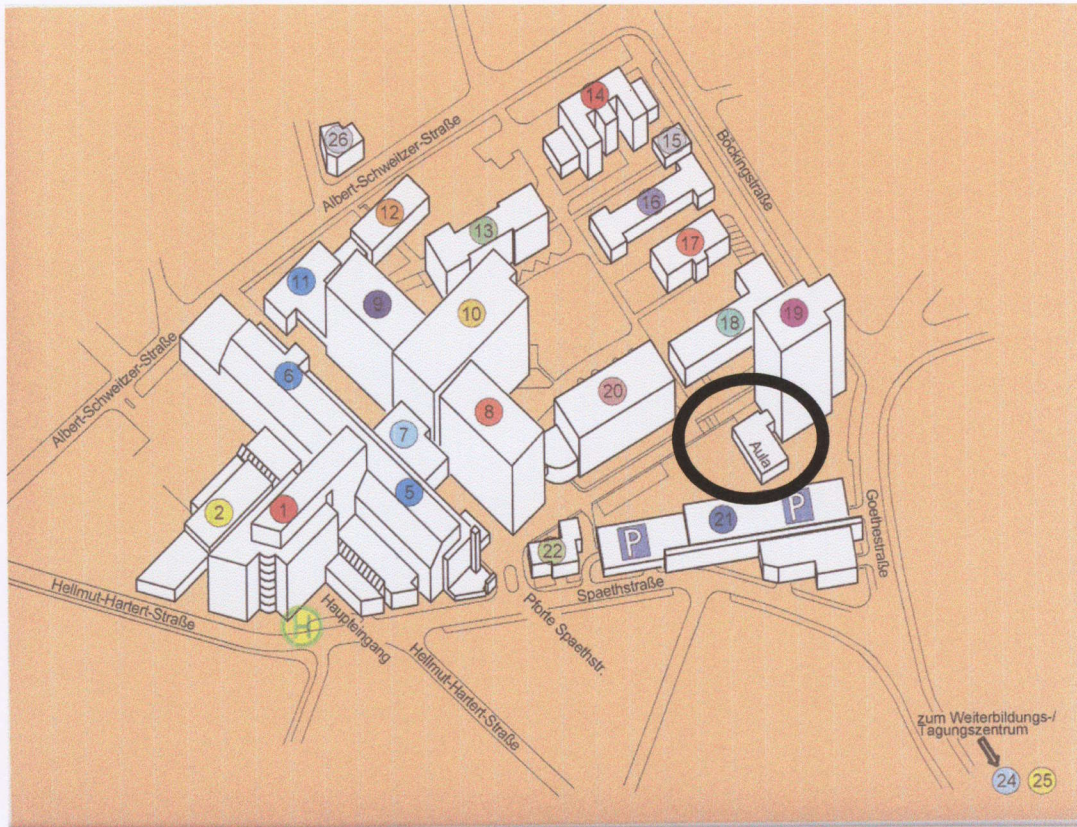 14
26
15
Albert-Schweitzer-Straße
Böckingstraße
12
16
13
17
11
9
10
18
19
Albert-Schweitzer-Straße
6
20
8
7
Aula
5
2
1
21
P
P
Goethestraße
22
Hellmut-Hartert-Straße
Spaethstraße
H
Haupteingang
Pforte Spaethstr.
Hellmut-Hartert-Straße
zum Weiterbildungs-/
Tagungszentrum
24
25